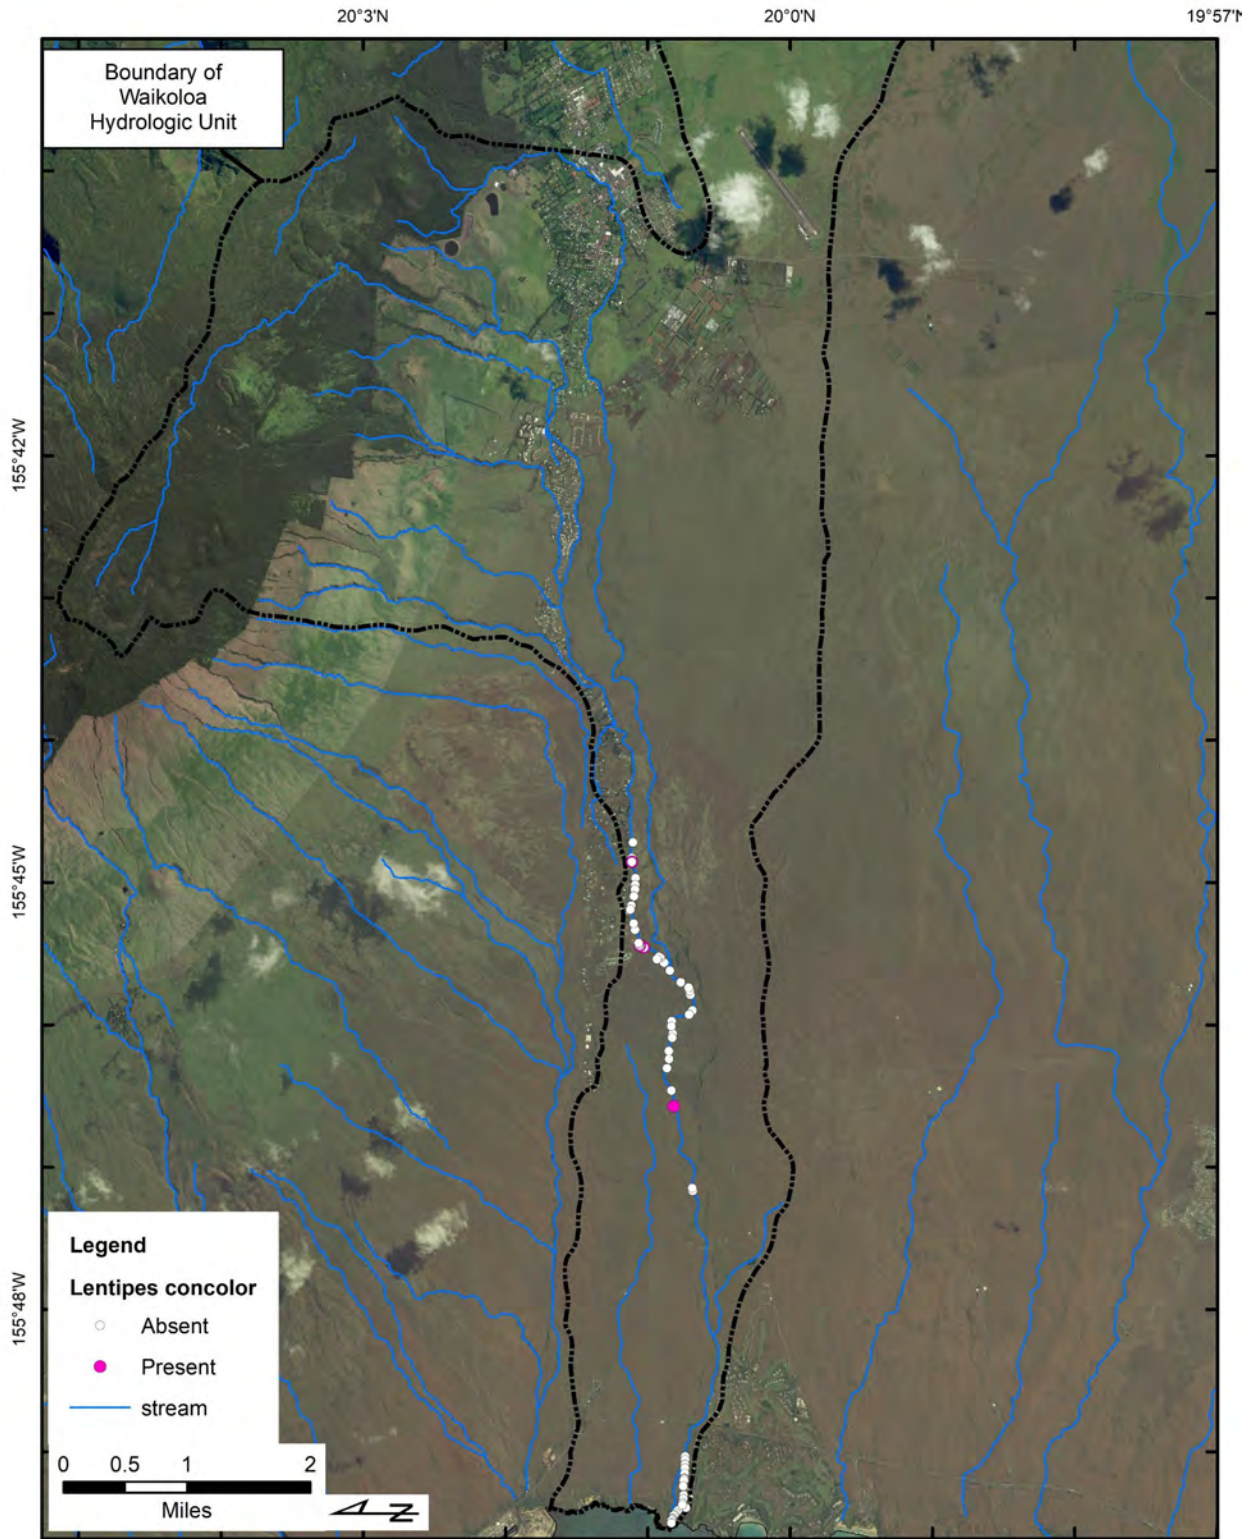 20°3'N
20°0'N
19°57'N
Boundary of
Waikoloa
Hydrologic Unit
155°42'W
155°45'W
155°48'W
Legend
Lentipes concolor
Absent
Present
stream
0 0.5 1 2
Miles
N